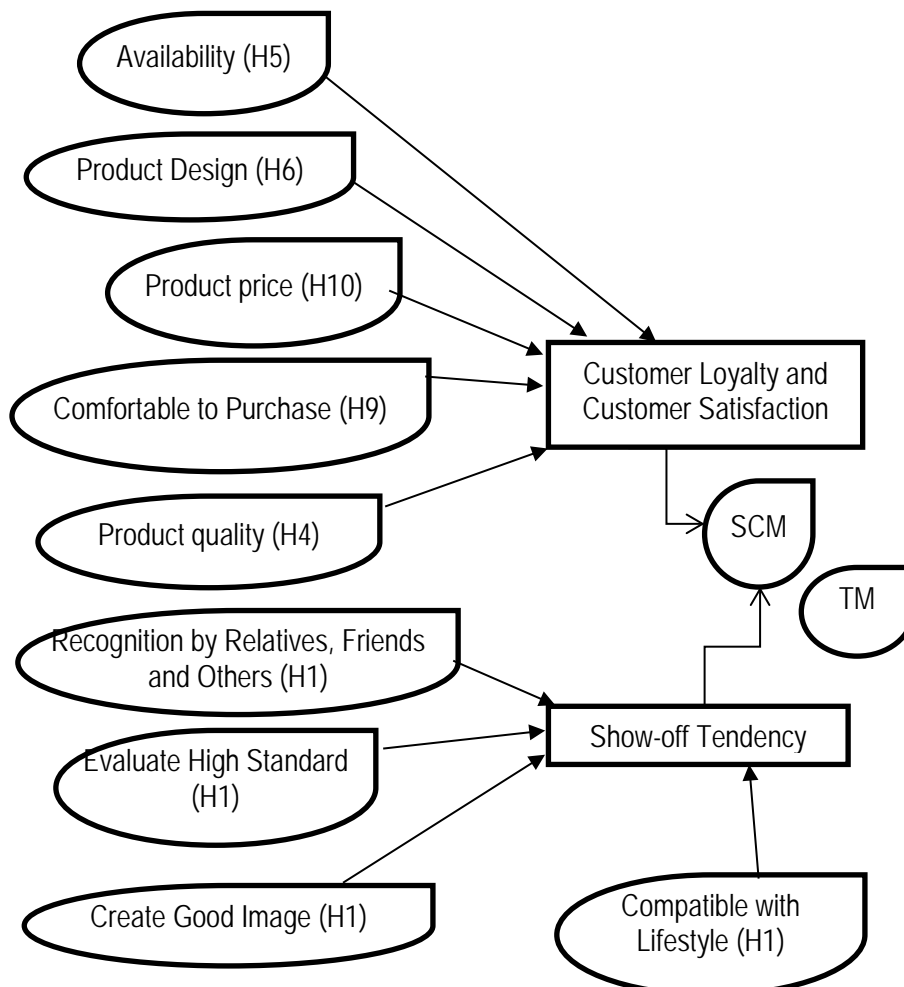 Availability (H5)
Product Design (H6)
Product price (H10)
Customer Loyalty and
Customer Satisfaction
Comfortable to Purchase (H9)
Product quality (H4)
SCM
TM
Recognition by Relatives, Friends
and Others (H1)
Show-off Tendency
Evaluate High Standard
(H1)
Create Good Image (H1)
Compatible with
Lifestyle (H1)